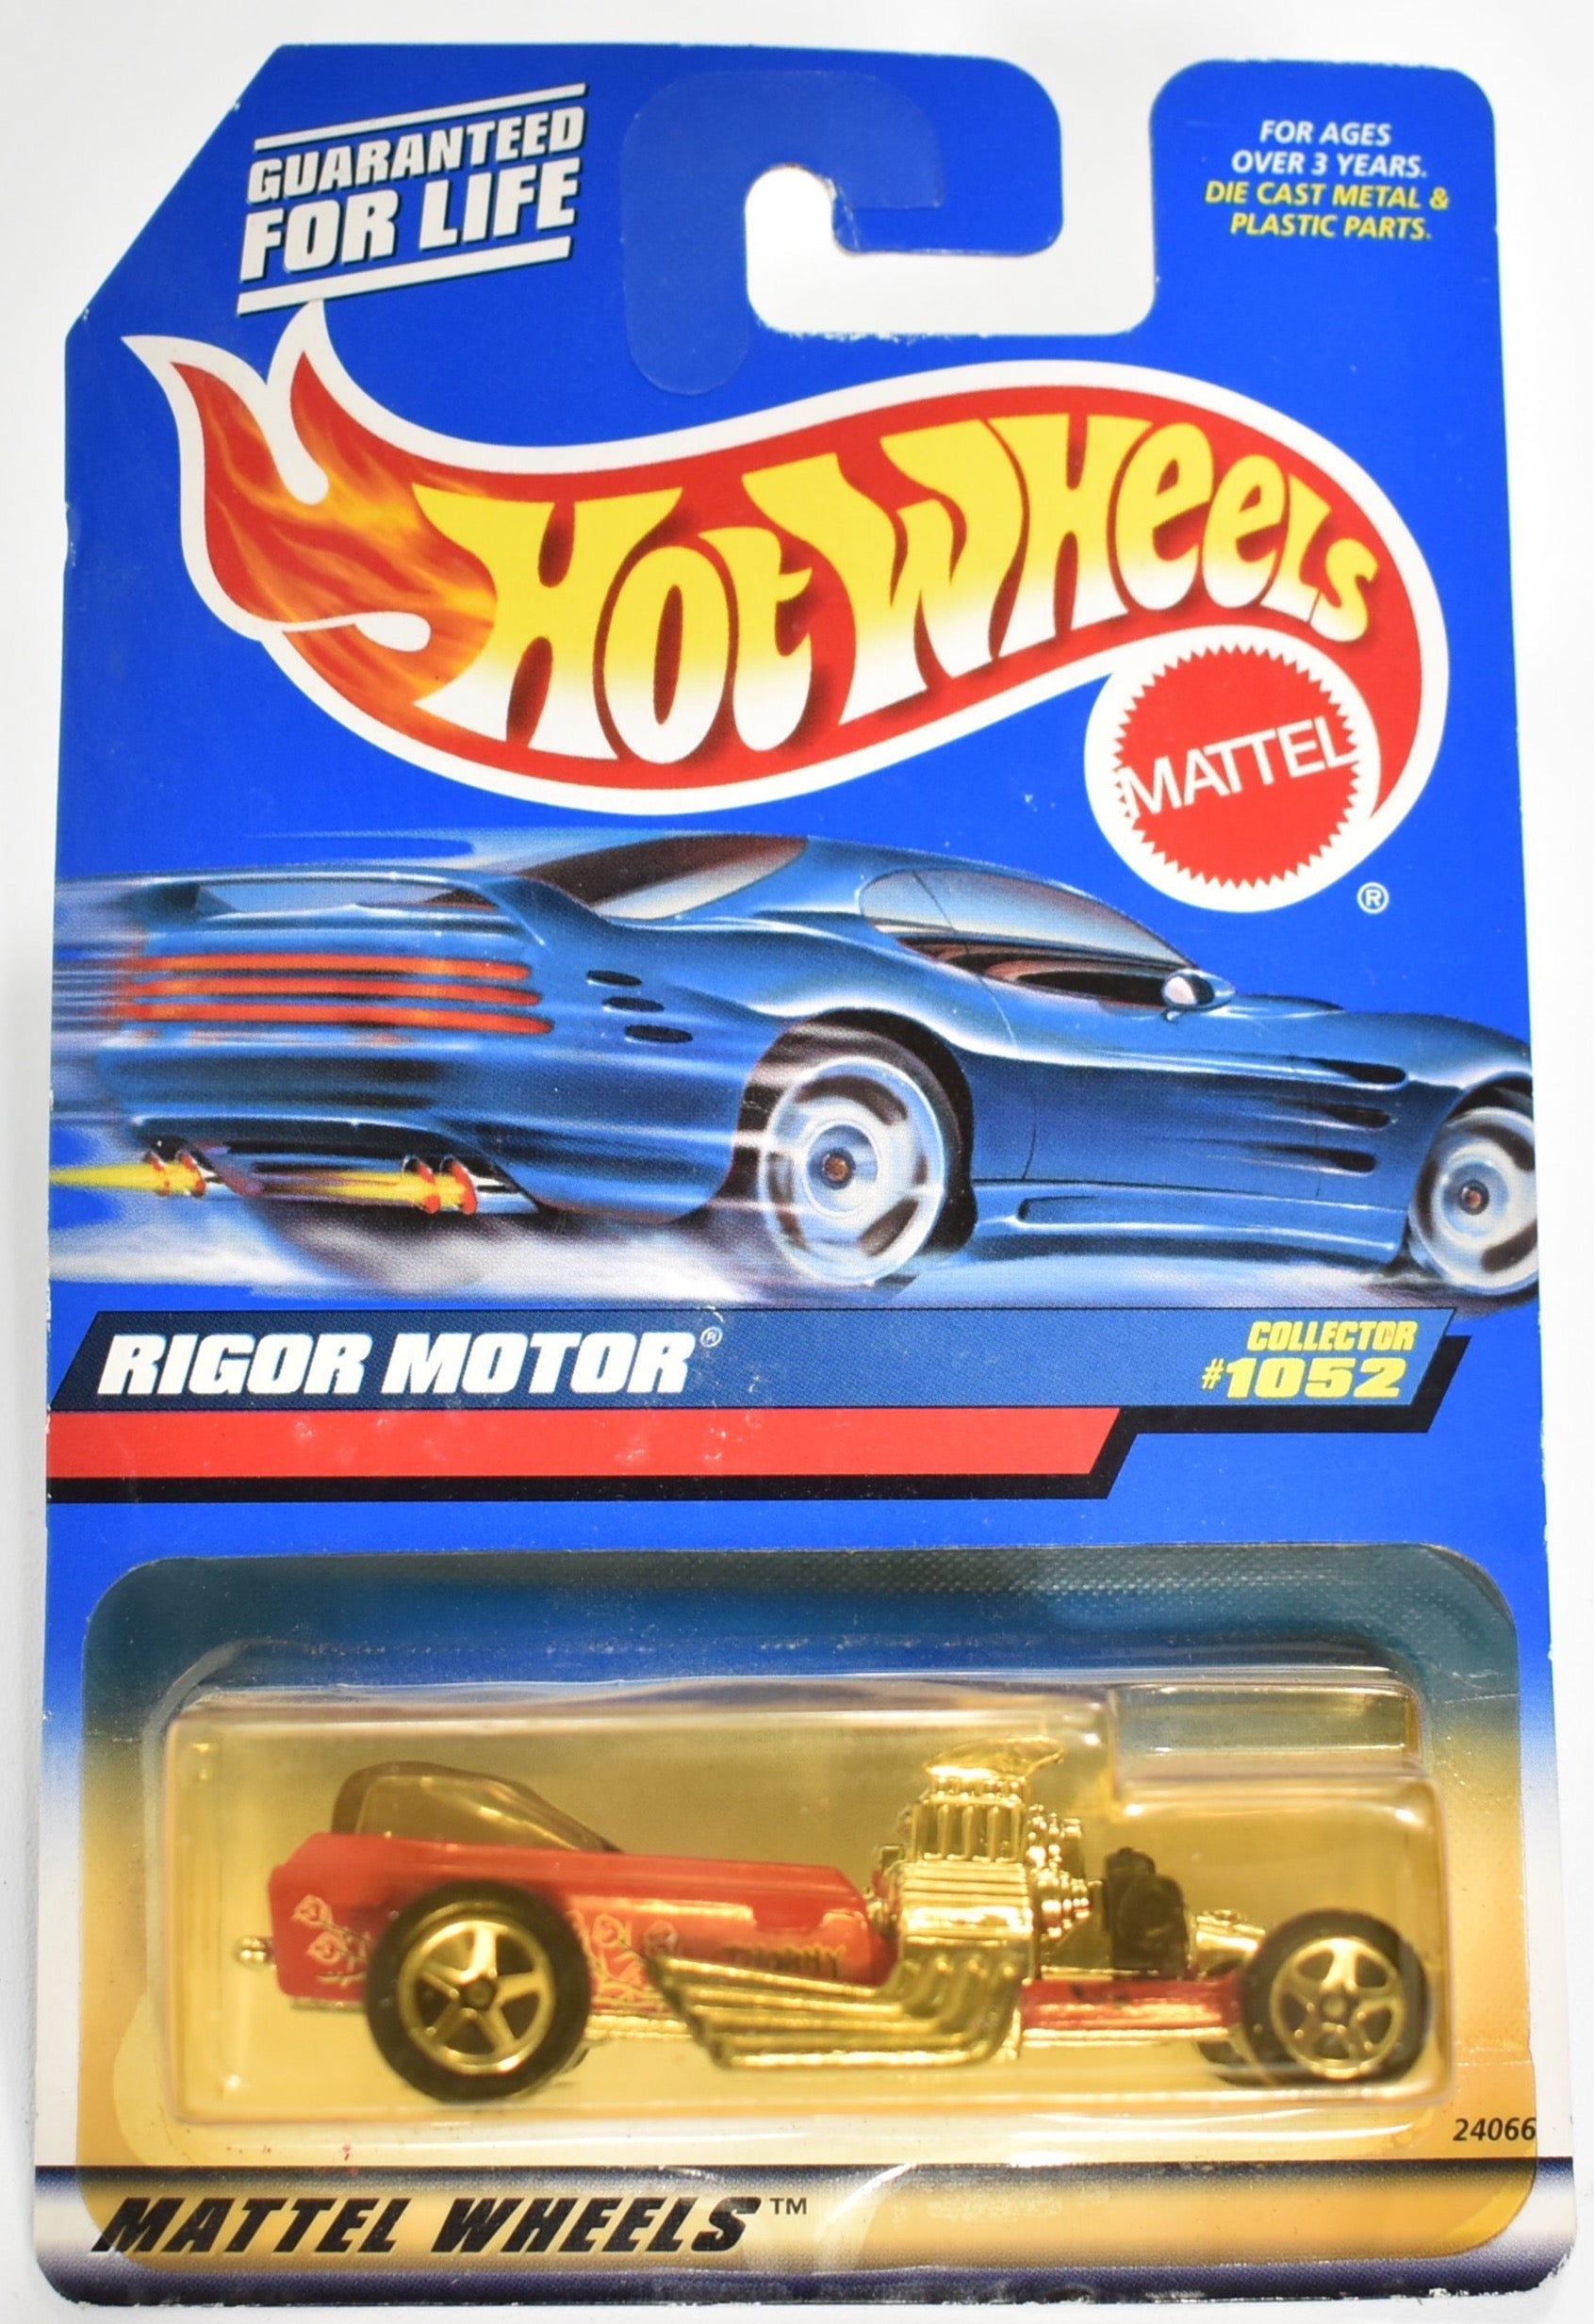 GUARANTEED
FOR LIFE
FOR AGES
OVER 3 YEARS.
DIE CAST METAL &
PLASTIC PARTS.
HOT WHEELS
MATTEL
®
RIGOR MOTOR®
COLLECTOR
#1052
24066
MATTEL WHEELS™